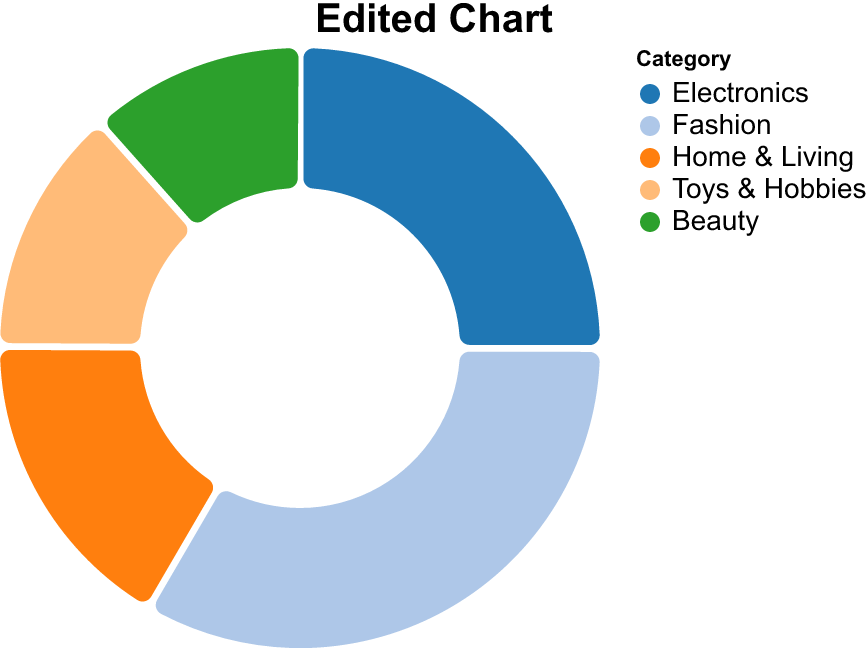 Edited Chart
Category
Electronics
Fashion
Home & Living
Toys & Hobbies
Beauty